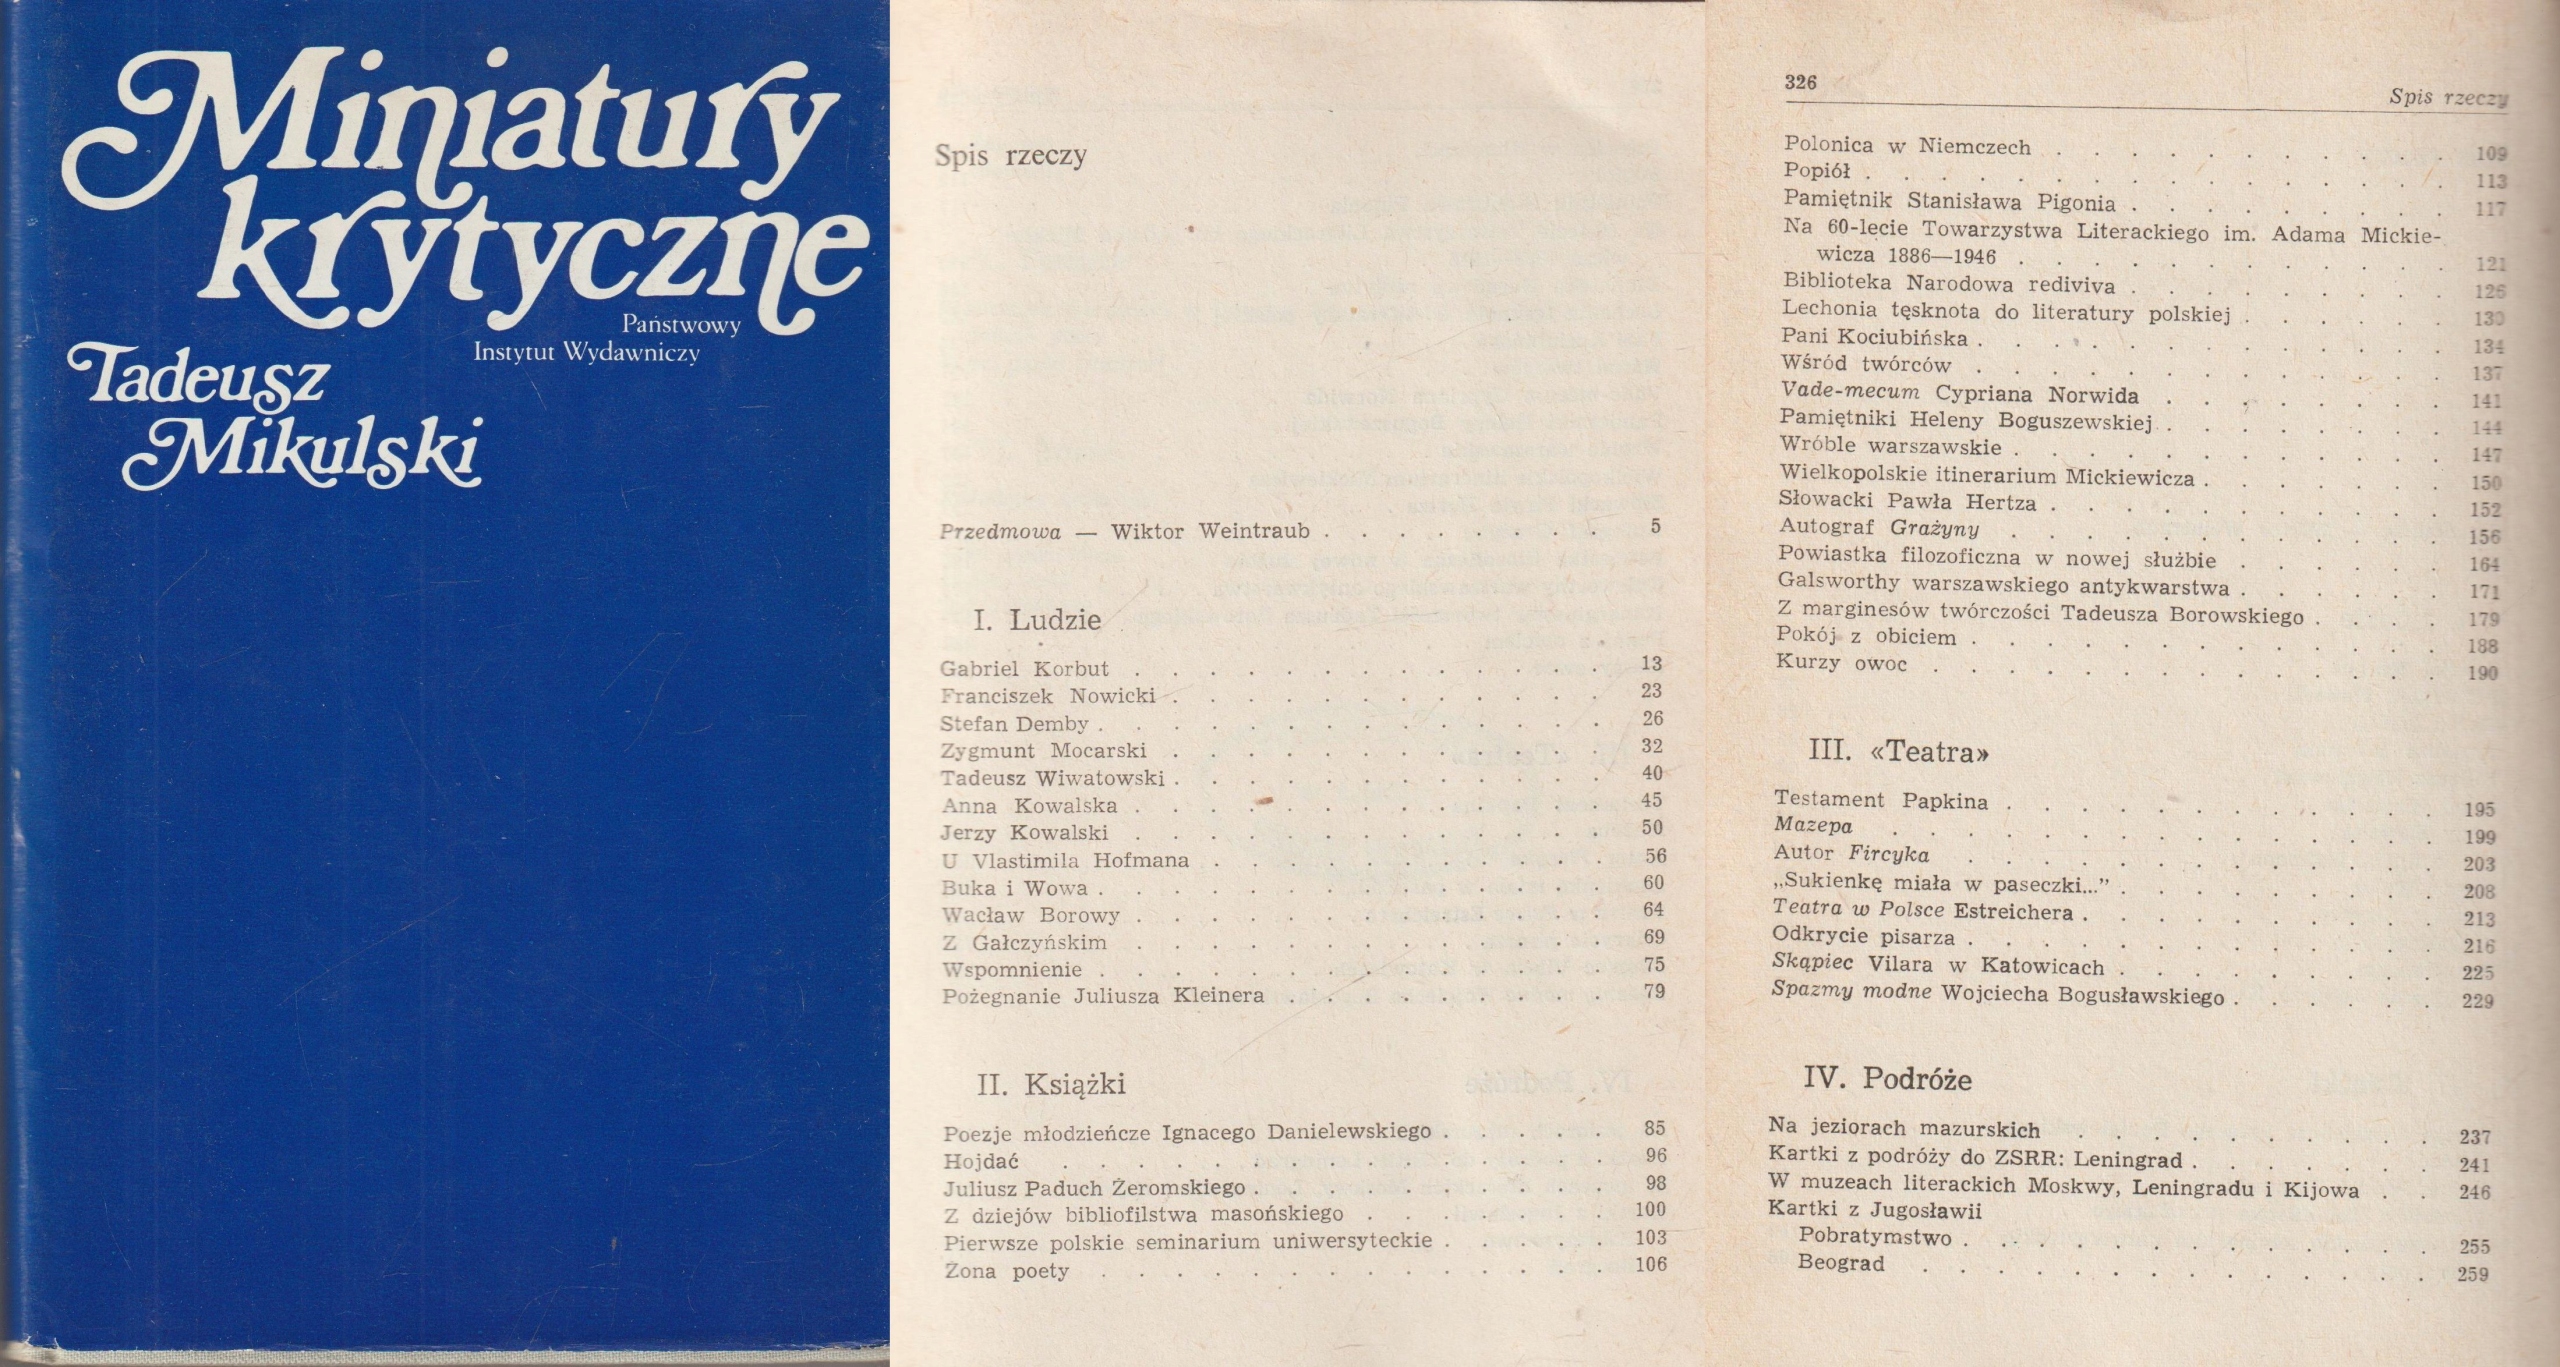 Miniatury
krytyczne
Państwowy
Instytut Wydawniczy
Tadeusz
Mikulski
Spis rzeczy
Przedmowa — Wiktor Weintraub . . . . . . . . 5
I. Ludzie
Gabriel Korbut . . . . . . . . . . . . . 13
Franciszek Nowicki . . . . . . . . . . . . 23
Stefan Demby . . . . . . . . . . . . . . 26
Zygmunt Mocarski . . . . . . . . . . . . 32
Tadeusz Wiwatowski . . . . . . . . . . . . 40
Anna Kowalska . . . . . . . . . . . . . 45
Jerzy Kowalski . . . . . . . . . . . . . 50
U Vlastimila Hofmana . . . . . . . . . . . 56
Buka i Wowa . . . . . . . . . . . . . . 60
Wacław Borowy . . . . . . . . . . . . . 64
Z Gałczyńskim . . . . . . . . . . . . . 69
Wspomnienie . . . . . . . . . . . . . . 75
Pożegnanie Juliusza Kleinera . . . . . . . . . 79
II. Książki
Poezje młodzieńcze Ignacego Danielewskiego . . . . . 85
Hojdać . . . . . . . . . . . . . . . 96
Juliusz Paduch Żeromskiego . . . . . . . . . . 98
Z dziejów bibliofilstwa masońskiego . . . . . . . 100
Pierwsze polskie seminarium uniwersyteckie . . . . . 103
Żona poety . . . . . . . . . . . . . . 106
326
Spis rzeczy
Polonica w Niemczech . . . . . . . . . . . 109
Popiół . . . . . . . . . . . . . . . . 113
Pamiętnik Stanisława Pigonia . . . . . . . . . 117
Na 60-lecie Towarzystwa Literackiego im. Adama Mickie-
wicza 1886—1946 . . . . . . . . . . . . 121
Biblioteka Narodowa rediviva . . . . . . . . . 126
Lechonia tęsknota do literatury polskiej . . . . . . 130
Pani Kociubińska . . . . . . . . . . . . . 134
Wśród twórców . . . . . . . . . . . . . 137
Vade-mecum Cypriana Norwida . . . . . . . . 141
Pamiętniki Heleny Boguszewskiej . . . . . . . . 144
Wróble warszawskie . . . . . . . . . . . . 147
Wielkopolskie itinerarium Mickiewicza . . . . . . . 150
Słowacki Pawła Hertza . . . . . . . . . . . 152
Autograf Grażyny . . . . . . . . . . . . 156
Powiastka filozoficzna w nowej służbie . . . . . . 164
Galsworthy warszawskiego antykwarstwa . . . . . . 171
Z marginesów twórczości Tadeusza Borowskiego . . . . 179
Pokój z obiciem . . . . . . . . . . . . . 188
Kurzy owoc . . . . . . . . . . . . . . 190
III. «Teatra»
Testament Papkina . . . . . . . . . . . . 195
Mazepa . . . . . . . . . . . . . . . 199
Autor Fircyka . . . . . . . . . . . . . 203
„Sukienkę miała w paseczki...” . . . . . . . . . 208
Teatra w Polsce Estreichera . . . . . . . . . . 213
Odkrycie pisarza . . . . . . . . . . . . . 216
Skąpiec Vilara w Katowicach . . . . . . . . . 225
Spazmy modne Wojciecha Bogusławskiego . . . . . . 229
IV. Podróże
Na jeziorach mazurskich . . . . . . . . . . 237
Kartki z podróży do ZSRR: Leningrad . . . . . . . 241
W muzeach literackich Moskwy, Leningradu i Kijowa . . 246
Kartki z Jugosławii
Pobratymstwo . . . . . . . . . . . . . 255
Beograd . . . . . . . . . . . . . . 259